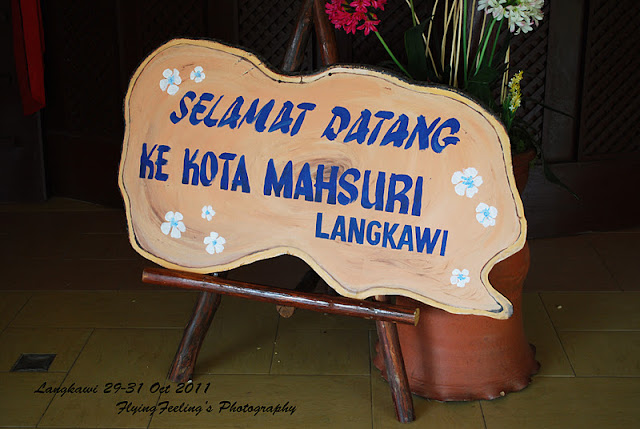 SELAMAT DATANG
KE KOTA MAHSURI
LANGKAWI
Langkawi 29-31 Oct 2011
FlyingFeeling's Photography